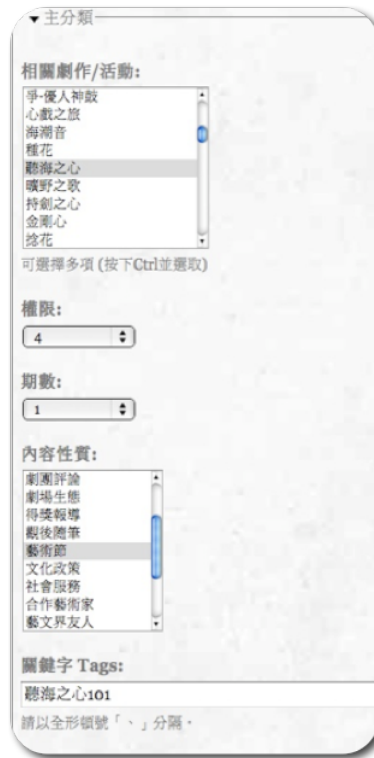 ▼主分類
相關劇作/活動:
爭-優人神鼓
心戲之旅
海潮音
種花
聽海之心
曠野之歌
持劍之心
金剛心
捻花
可選擇多項 (按下Ctrl並選取)
權限:
4
期數:
1
內容性質:
劇團評論
劇場生態
得獎報導
觀後隨筆
藝術節
文化政策
社會服務
合作藝術家
藝文界友人
關鍵字 Tags:
聽海之心101
請以全形頓號「、」分隔。